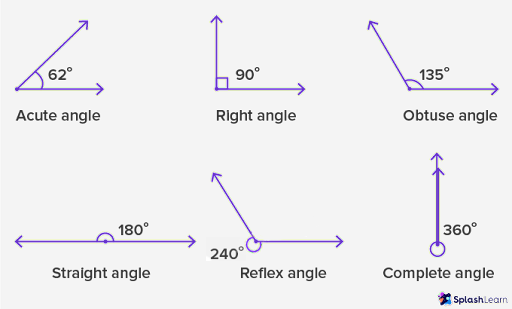 62°
90°
135°
Acute angle
Right angle
Obtuse angle
180°
240°
360°
Straight angle
Reflex angle
Complete angle
SplashLearn